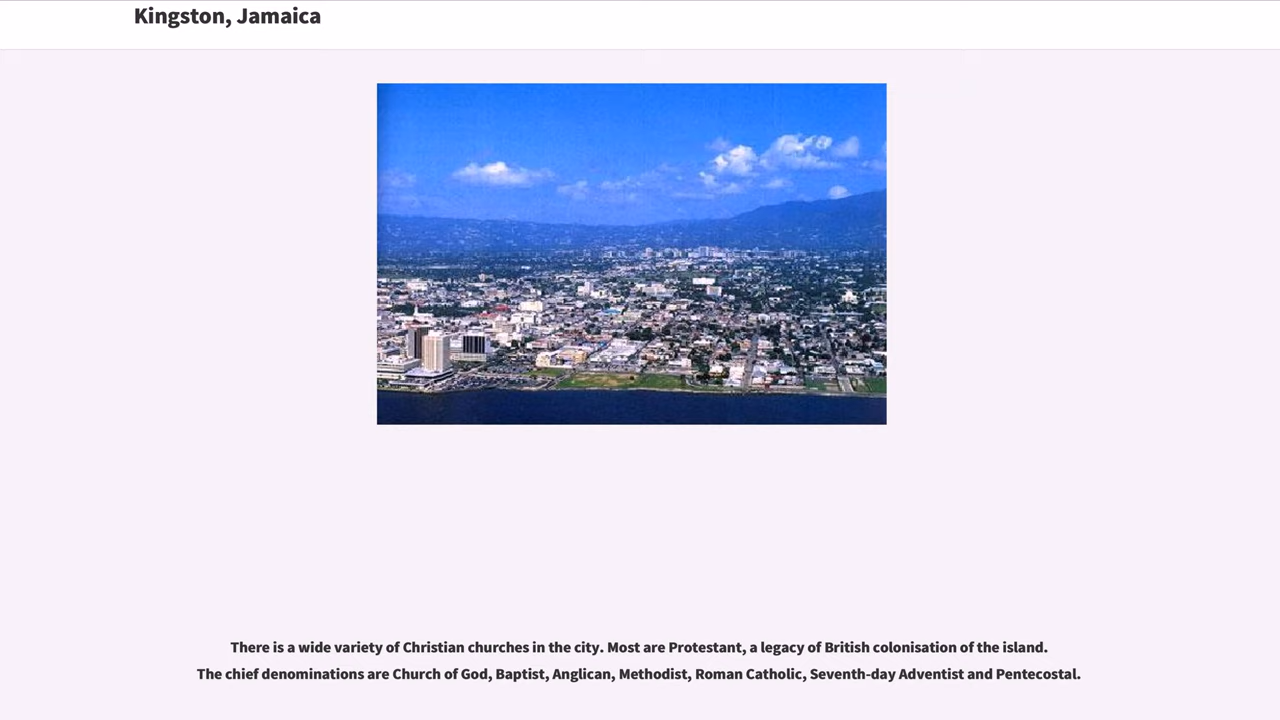 Kingston, Jamaica
There is a wide variety of Christian churches in the city. Most are Protestant, a legacy of British colonisation of the island.
The chief denominations are Church of God, Baptist, Anglican, Methodist, Roman Catholic, Seventh-day Adventist and Pentecostal.